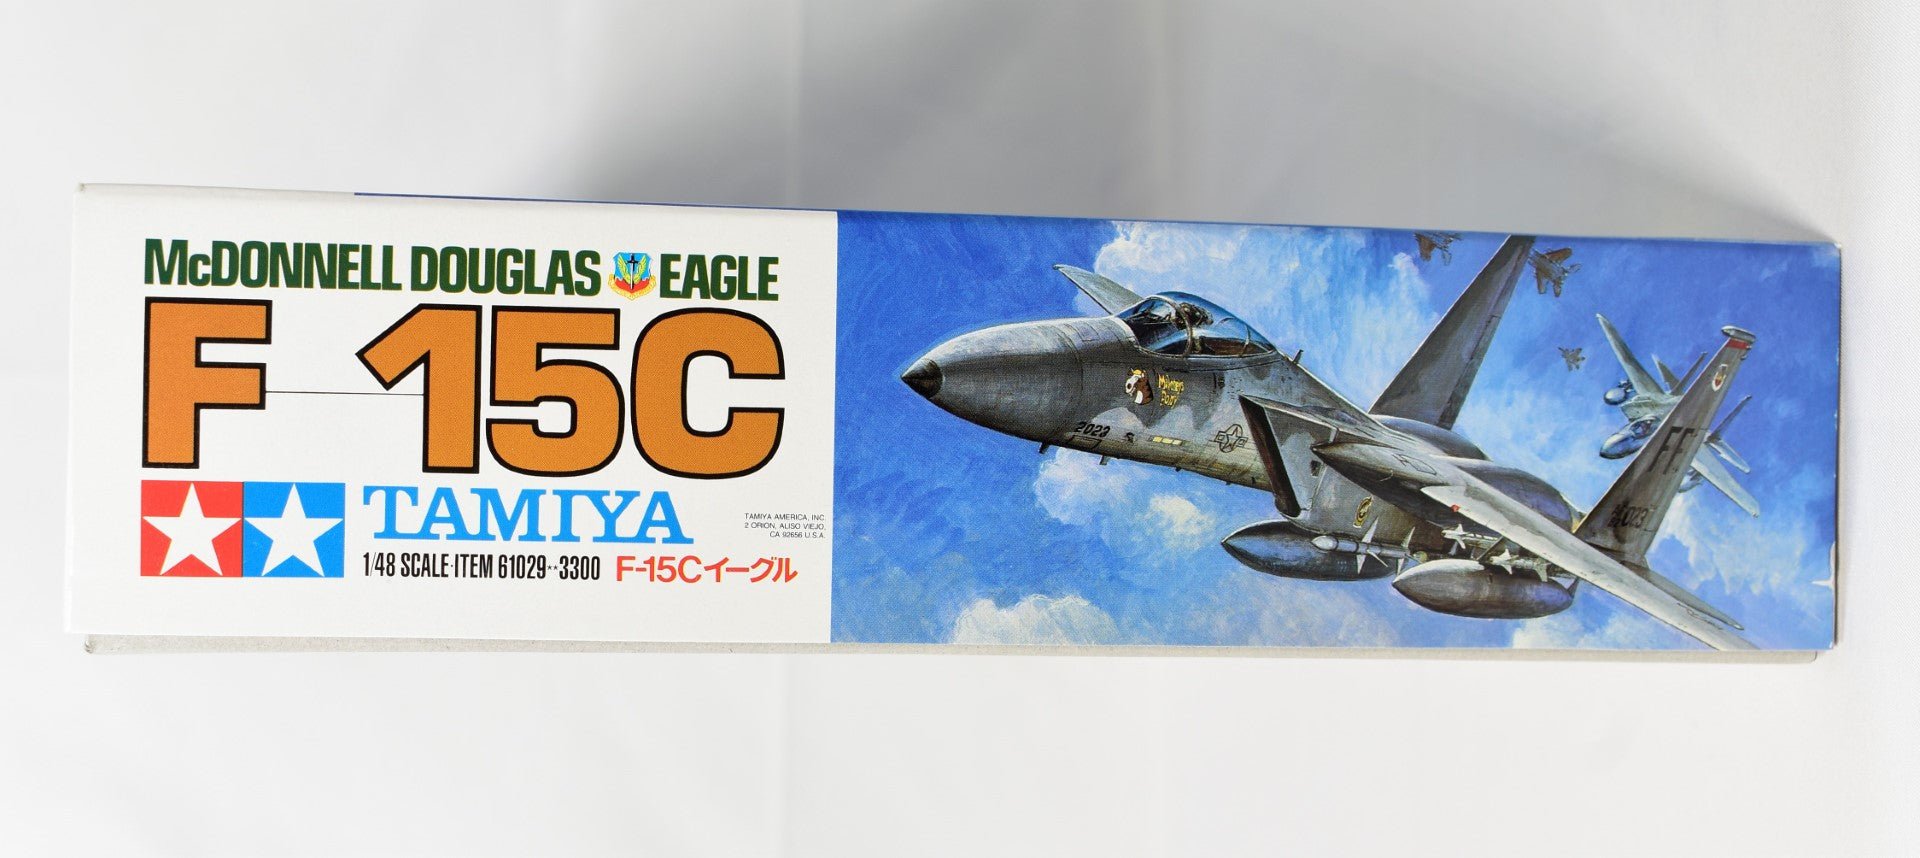 McDONNELL DOUGLAS EAGLE
F-15C
TAMIYA
TAMIYA AMERICA, INC.
2 ORION, ALISO VIEJO,
CA 92656 U.S.A.
1/48 SCALE·ITEM 61029★★3300 F-15Cイーグル
2023
FF
023